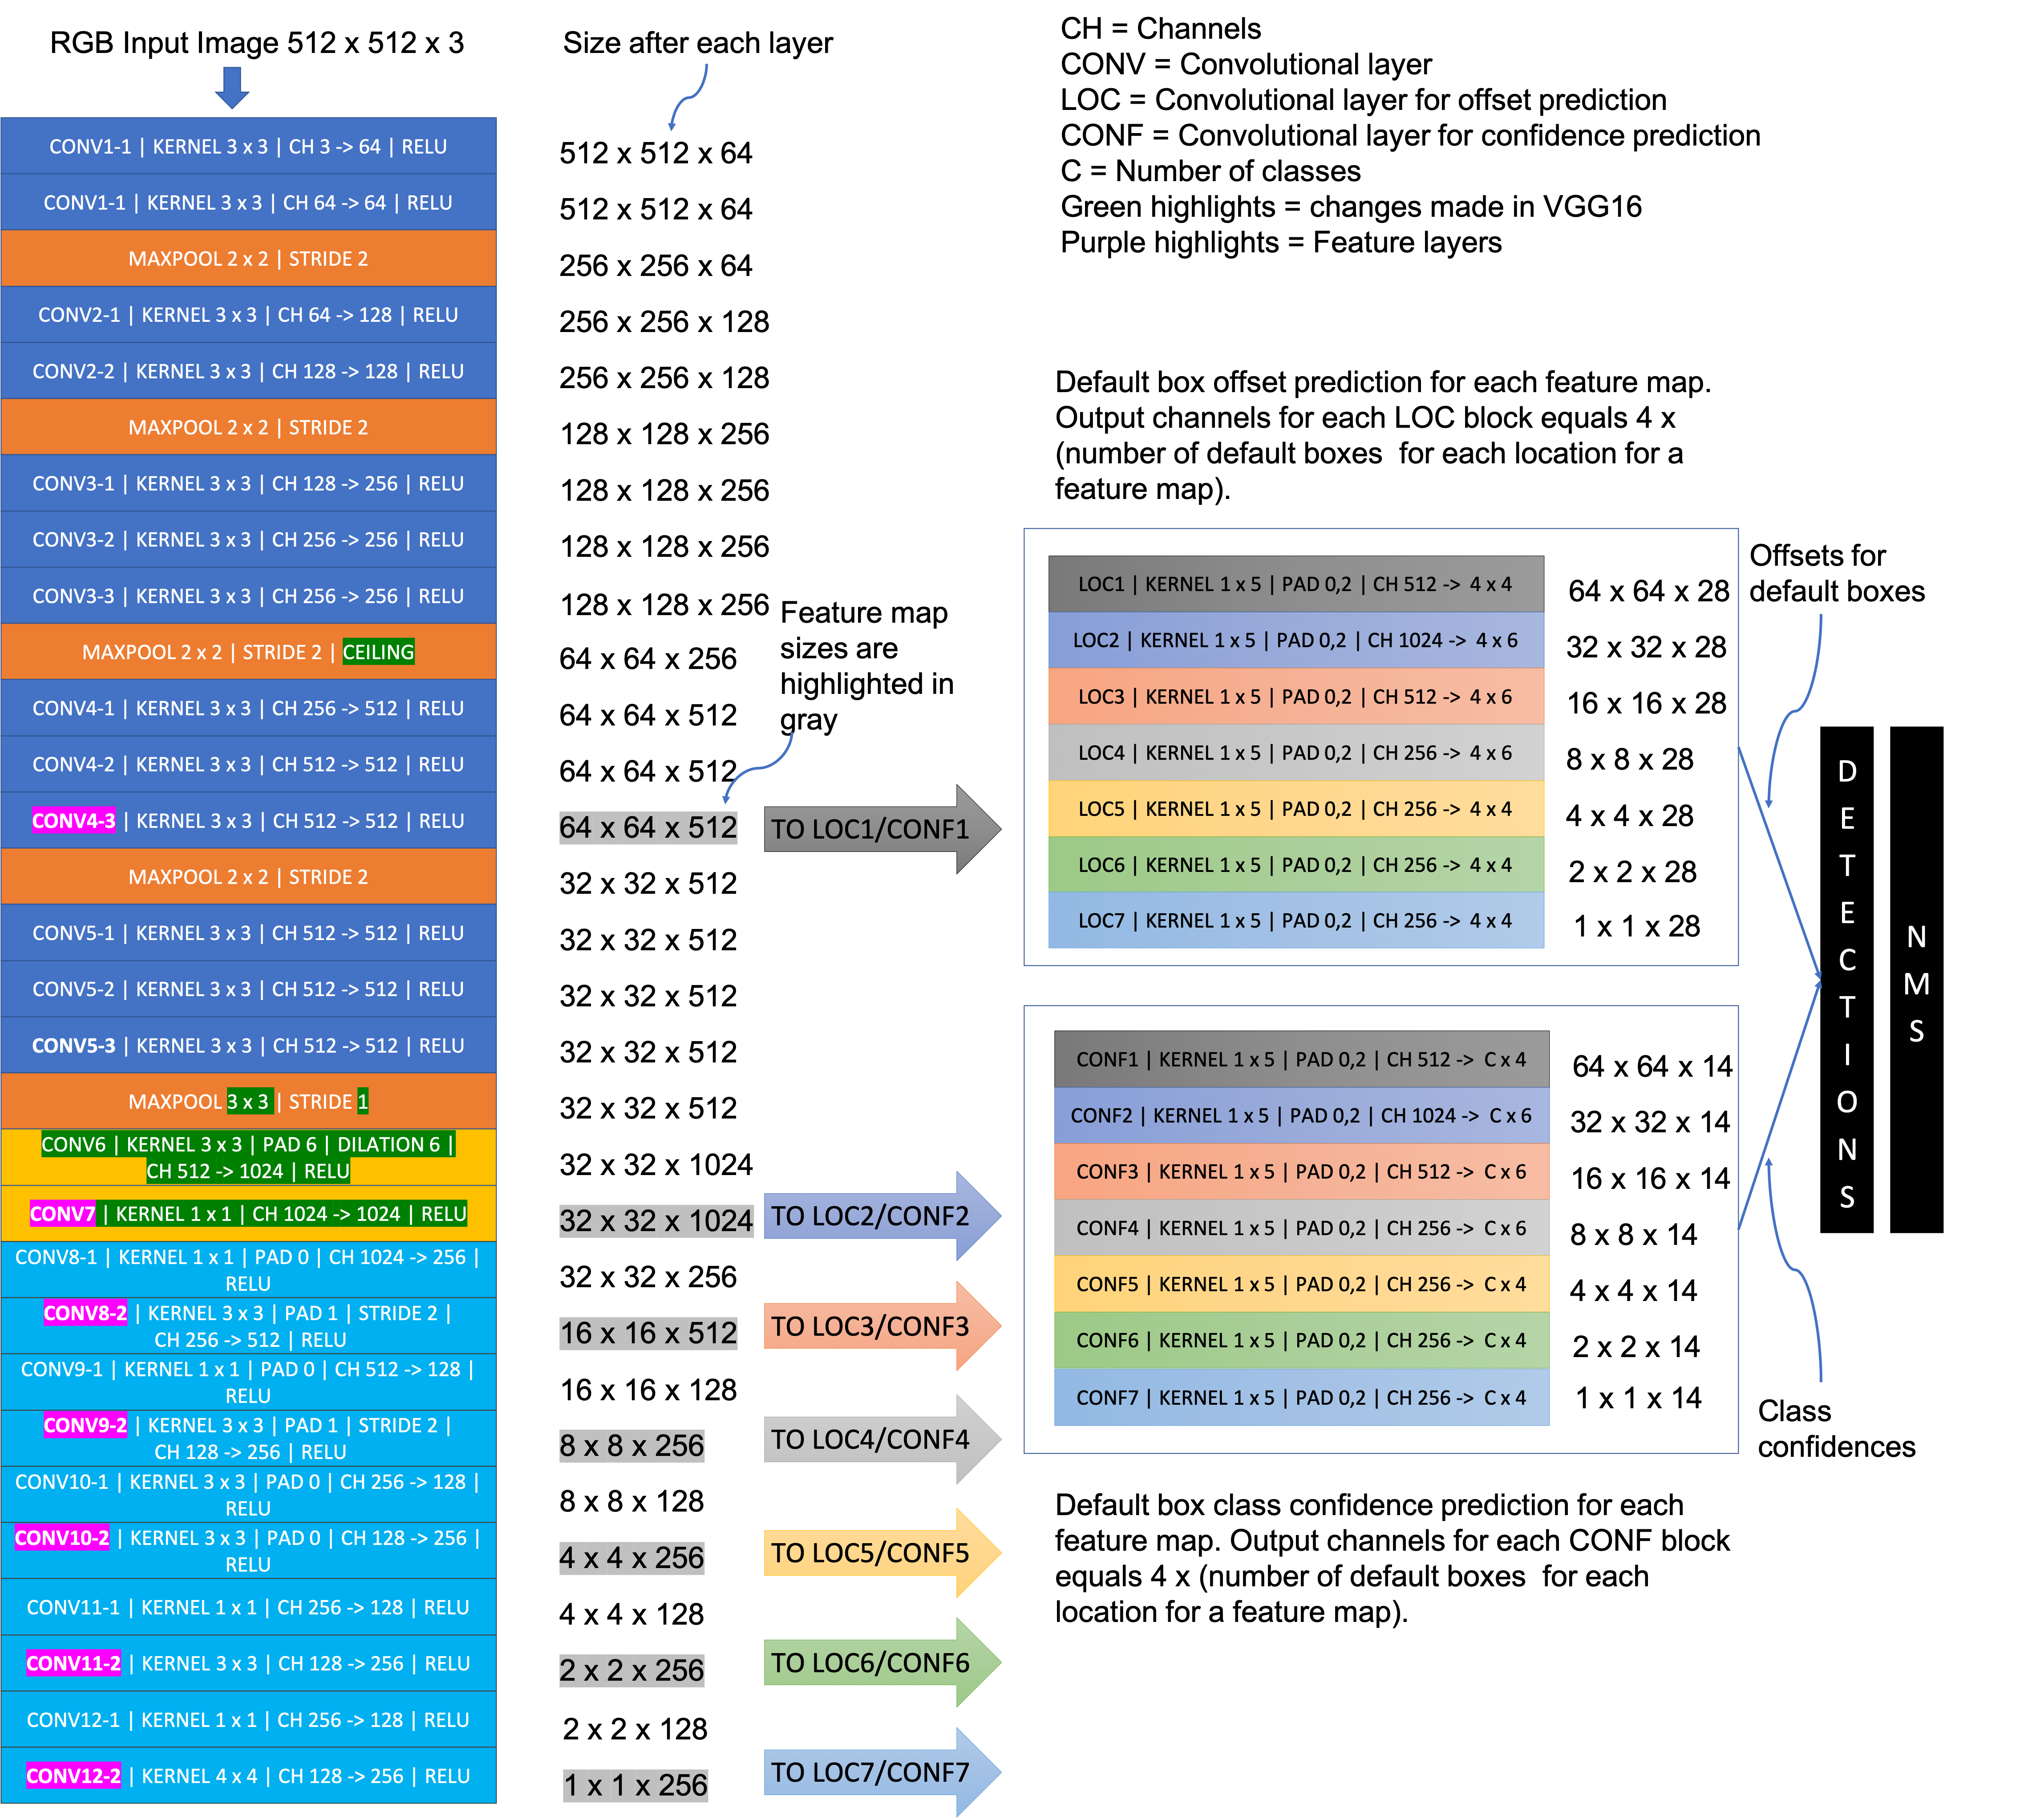 RGB Input Image 512 x 512 x 3
CONV1-1 | KERNEL 3 x 3 | CH 3 -> 64 | RELU
CONV1-1 | KERNEL 3 x 3 | CH 64 -> 64 | RELU
MAXPOOL 2 x 2 | STRIDE 2
CONV2-1 | KERNEL 3 x 3 | CH 64 -> 128 | RELU
CONV2-2 | KERNEL 3 x 3 | CH 128 -> 128 | RELU
MAXPOOL 2 x 2 | STRIDE 2
CONV3-1 | KERNEL 3 x 3 | CH 128 -> 256 | RELU
CONV3-2 | KERNEL 3 x 3 | CH 256 -> 256 | RELU
CONV3-3 | KERNEL 3 x 3 | CH 256 -> 256 | RELU
MAXPOOL 2 x 2 | STRIDE 2 | CEILING
CONV4-1 | KERNEL 3 x 3 | CH 256 -> 512 | RELU
CONV4-2 | KERNEL 3 x 3 | CH 512 -> 512 | RELU
CONV4-3 | KERNEL 3 x 3 | CH 512 -> 512 | RELU
MAXPOOL 2 x 2 | STRIDE 2
CONV5-1 | KERNEL 3 x 3 | CH 512 -> 512 | RELU
CONV5-2 | KERNEL 3 x 3 | CH 512 -> 512 | RELU
CONV5-3 | KERNEL 3 x 3 | CH 512 -> 512 | RELU
MAXPOOL 3 x 3 | STRIDE 1
CONV6 | KERNEL 3 x 3 | PAD 6 | DILATION 6 |
CH 512 -> 1024 | RELU
CONV7 | KERNEL 1 x 1 | CH 1024 -> 1024 | RELU
CONV8-1 | KERNEL 1 x 1 | PAD 0 | CH 1024 -> 256 |
RELU
CONV8-2 | KERNEL 3 x 3 | PAD 1 | STRIDE 2 |
CH 256 -> 512 | RELU
CONV9-1 | KERNEL 1 x 1 | PAD 0 | CH 512 -> 128 |
RELU
CONV9-2 | KERNEL 3 x 3 | PAD 1 | STRIDE 2 |
CH 128 -> 256 | RELU
CONV10-1 | KERNEL 3 x 3 | PAD 0 | CH 256 -> 128 |
RELU
CONV10-2 | KERNEL 3 x 3 | PAD 0 | CH 128 -> 256 |
RELU
CONV11-1 | KERNEL 1 x 1 | CH 256 -> 128 | RELU
CONV11-2 | KERNEL 3 x 3 | CH 128 -> 256 | RELU
CONV12-1 | KERNEL 1 x 1 | CH 256 -> 128 | RELU
CONV12-2 | KERNEL 4 x 4 | CH 128 -> 256 | RELU
Size after each layer
512 x 512 x 64
512 x 512 x 64
256 x 256 x 64
256 x 256 x 128
256 x 256 x 128
128 x 128 x 256
128 x 128 x 256
128 x 128 x 256
128 x 128 x 256
64 x 64 x 256
64 x 64 x 512
64 x 64 x 512
64 x 64 x 512
32 x 32 x 512
32 x 32 x 512
32 x 32 x 512
32 x 32 x 512
32 x 32 x 512
32 x 32 x 1024
32 x 32 x 1024
32 x 32 x 256
16 x 16 x 512
16 x 16 x 128
8 x 8 x 256
8 x 8 x 128
4 x 4 x 256
4 x 4 x 128
2 x 2 x 256
2 x 2 x 128
1 x 1 x 256
Feature map
sizes are
highlighted in
gray
TO LOC1/CONF1
TO LOC2/CONF2
TO LOC3/CONF3
TO LOC4/CONF4
TO LOC5/CONF5
TO LOC6/CONF6
TO LOC7/CONF7
CH = Channels
CONV = Convolutional layer
LOC = Convolutional layer for offset prediction
CONF = Convolutional layer for confidence prediction
C = Number of classes
Green highlights = changes made in VGG16
Purple highlights = Feature layers
Default box offset prediction for each feature map.
Output channels for each LOC block equals 4 x
(number of default boxes for each location for a
feature map).
LOC1 | KERNEL 1 x 5 | PAD 0,2 | CH 512 -> 4 x 4
LOC2 | KERNEL 1 x 5 | PAD 0,2 | CH 1024 -> 4 x 6
LOC3 | KERNEL 1 x 5 | PAD 0,2 | CH 512 -> 4 x 6
LOC4 | KERNEL 1 x 5 | PAD 0,2 | CH 256 -> 4 x 6
LOC5 | KERNEL 1 x 5 | PAD 0,2 | CH 256 -> 4 x 4
LOC6 | KERNEL 1 x 5 | PAD 0,2 | CH 256 -> 4 x 4
LOC7 | KERNEL 1 x 5 | PAD 0,2 | CH 256 -> 4 x 4
64 x 64 x 28
32 x 32 x 28
16 x 16 x 28
8 x 8 x 28
4 x 4 x 28
2 x 2 x 28
1 x 1 x 28
Offsets for
default boxes
CONF1 | KERNEL 1 x 5 | PAD 0,2 | CH 512 -> C x 4
CONF2 | KERNEL 1 x 5 | PAD 0,2 | CH 1024 -> C x 6
CONF3 | KERNEL 1 x 5 | PAD 0,2 | CH 512 -> C x 6
CONF4 | KERNEL 1 x 5 | PAD 0,2 | CH 256 -> C x 6
CONF5 | KERNEL 1 x 5 | PAD 0,2 | CH 256 -> C x 4
CONF6 | KERNEL 1 x 5 | PAD 0,2 | CH 256 -> C x 4
CONF7 | KERNEL 1 x 5 | PAD 0,2 | CH 256 -> C x 4
64 x 64 x 14
32 x 32 x 14
16 x 16 x 14
8 x 8 x 14
4 x 4 x 14
2 x 2 x 14
1 x 1 x 14
Class
confidences
Default box class confidence prediction for each
feature map. Output channels for each CONF block
equals 4 x (number of default boxes for each
location for a feature map).
DETECTIONS
NMS